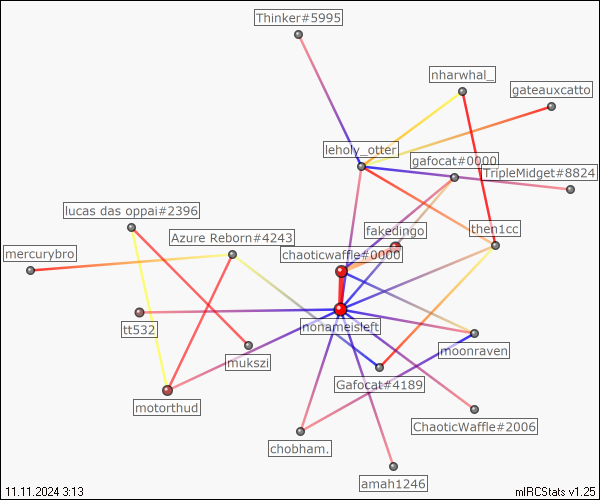 Thinker#5995
nharwhal_
gateauxcatto
leholy_otter
gafocat#0000
TripleMidget#8824
lucas das oppai#2396
fakedingo
then1cc
Azure Reborn#4243
mercurybro
chaoticwaffle#0000
nonameisleft
tt532
moonraven
mukszi
Gafocat#4189
motorthud
ChaoticWaffle#2006
chobham.
amah1246
11.11.2024 3:13
mIRCStats v1.25